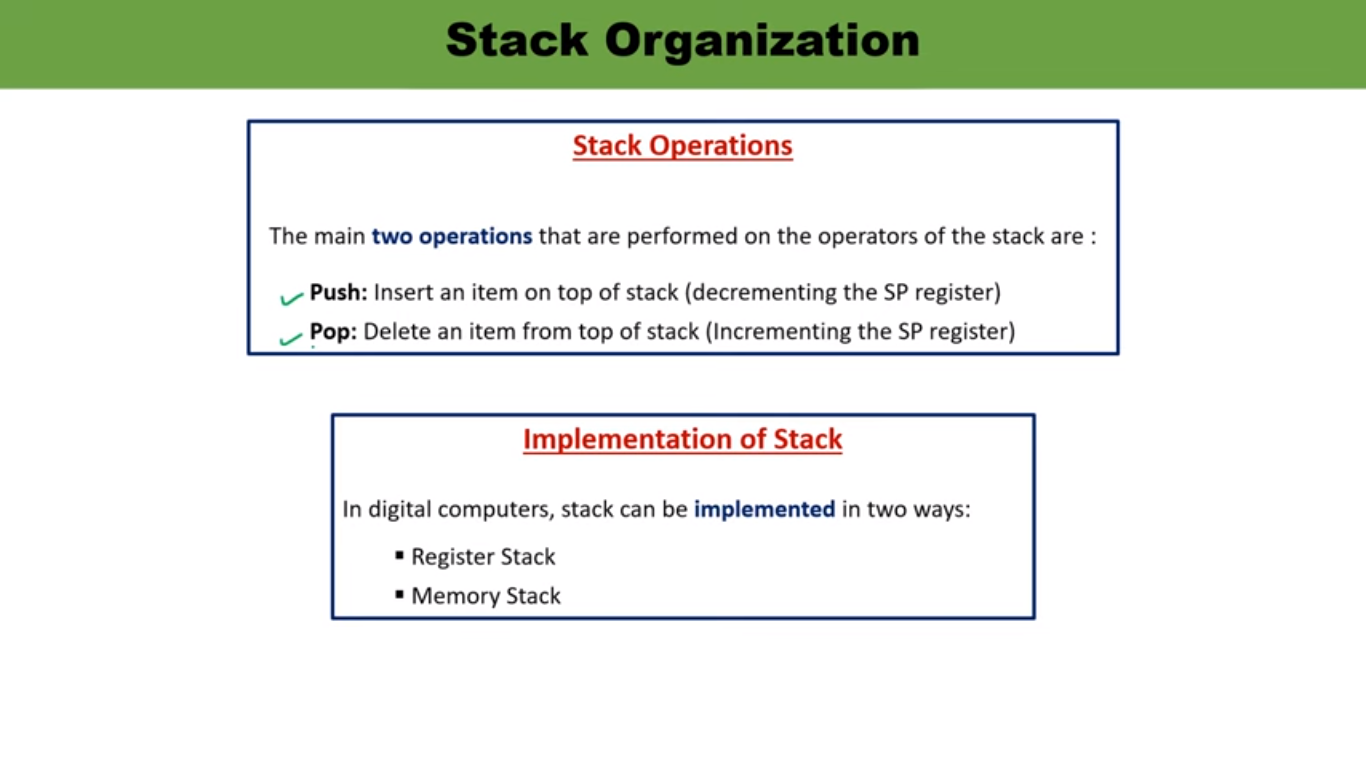 Stack Organization
Stack Operations
The main two operations that are performed on the operators of the stack are :
Push: Insert an item on top of stack (decrementing the SP register)
Pop: Delete an item from top of stack (Incrementing the SP register)
Implementation of Stack
In digital computers, stack can be implemented in two ways:
▪ Register Stack
▪ Memory Stack